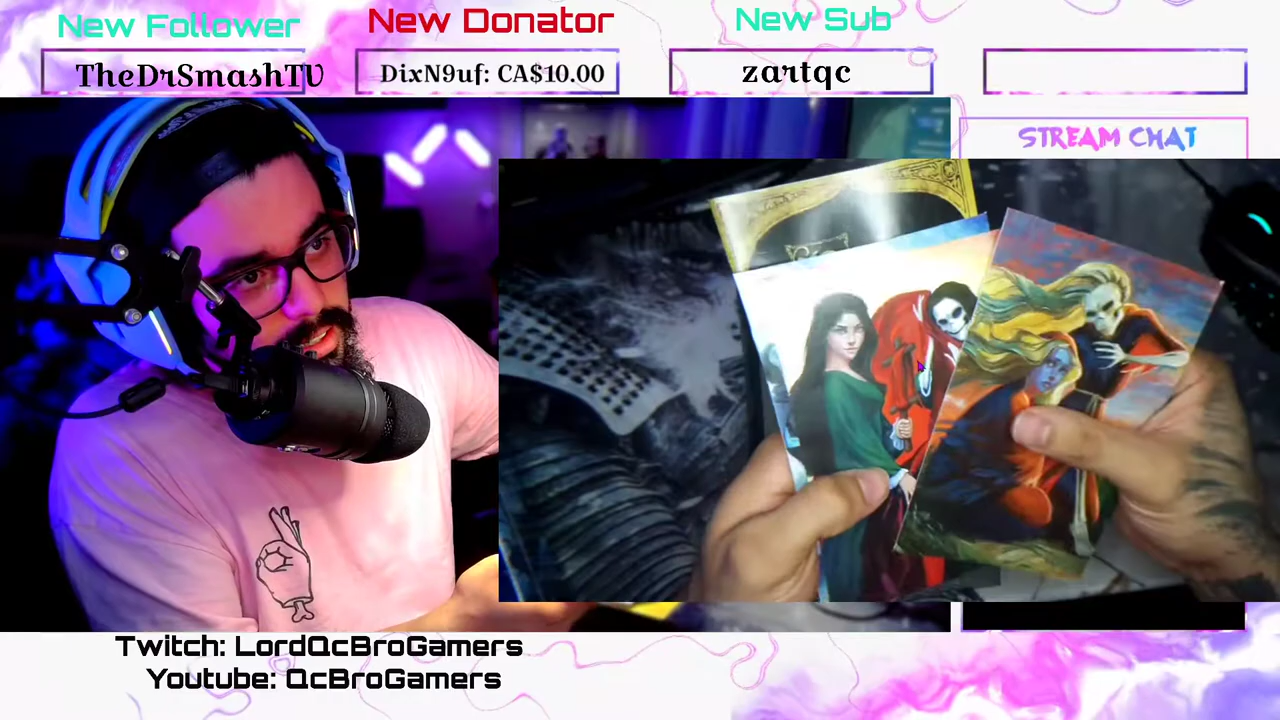 New Follower
New Donator
New Sub
TheDrSmashTV
DixN9uf: CA$10.00
zartqc
STREAM CHAT
Twitch: LordQcBroGamers
Youtube: QcBroGamers